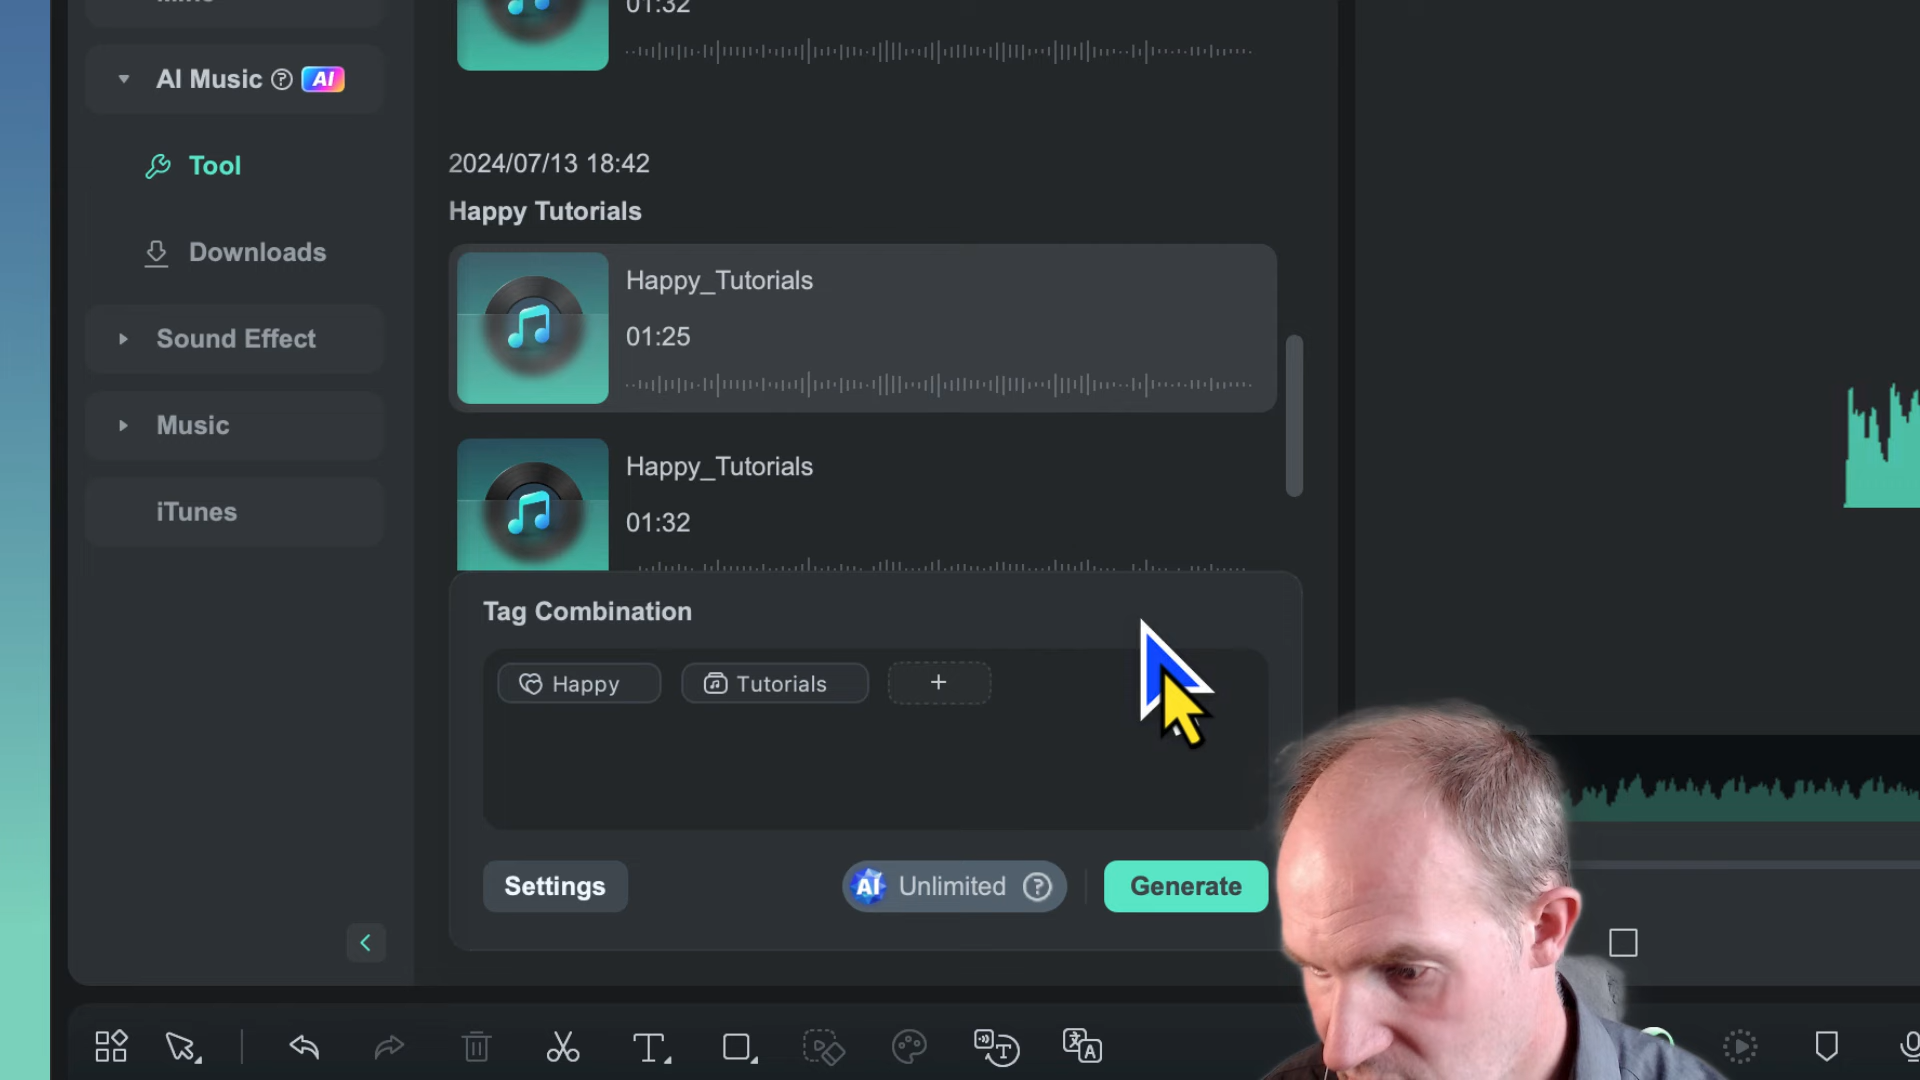 01:32
AI Music ? AI
Tool
Downloads
Sound Effect
Music
iTunes
2024/07/13 18:42
Happy Tutorials
Happy_Tutorials
01:25
Happy_Tutorials
01:32
Tag Combination
Happy
Tutorials
+
Settings
AI Unlimited ?
Generate